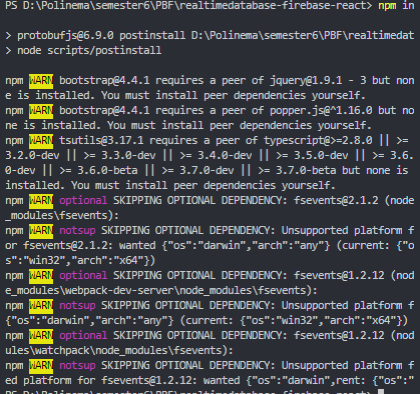 PS D:\Polinema\semester6\PBF\realtimedatabase-firebase-react> npm in
> protobufjs@6.9.0 postinstall D:\Polinema\semester6\PBF\realtimedat
> node scripts/postinstall
npm WARN bootstrap@4.4.1 requires a peer of jquery@1.9.1 - 3 but non
e is installed. You must install peer dependencies yourself.
npm WARN bootstrap@4.4.1 requires a peer of popper.js@^1.16.0 but no
ne is installed. You must install peer dependencies yourself.
npm WARN tsutils@3.17.1 requires a peer of typescript@>=2.8.0 || >=
3.2.0-dev || >= 3.3.0-dev || >= 3.4.0-dev || >= 3.5.0-dev || >= 3.6.
0-dev || >= 3.6.0-beta || >= 3.7.0-dev || >= 3.7.0-beta but none is
installed. You must install peer dependencies yourself.
npm WARN optional SKIPPING OPTIONAL DEPENDENCY: fsevents@2.1.2 (node
_modules\fsevents):
npm WARN notsup SKIPPING OPTIONAL DEPENDENCY: Unsupported platform f
or fsevents@2.1.2: wanted {"os":"darwin","arch":"any"} (current: {"o
s":"win32","arch":"x64"})
npm WARN optional SKIPPING OPTIONAL DEPENDENCY: fsevents@1.2.12 (nod
e_modules\webpack-dev-server\node_modules\fsevents):
npm WARN notsup SKIPPING OPTIONAL DEPENDENCY: Unsupported platform f
{"os":"darwin","arch":"any"} (current: {"os":"win32","arch":"x64"})
npm WARN optional SKIPPING OPTIONAL DEPENDENCY: fsevents@1.2.12 (nod
ules\watchpack\node_modules\fsevents):
npm WARN notsup SKIPPING OPTIONAL DEPENDENCY: Unsupported platform f
ed platform for fsevents@1.2.12: wanted {"os":"darwin",rent: {"os":"
PS D:\Polinema\semester6\PBF\realtimedatabase-firebase-react>